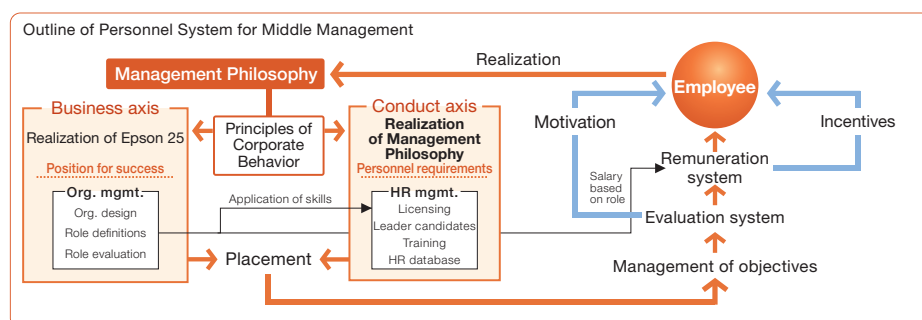 Outline of Personnel System for Middle Management
Management Philosophy
Realization
Employee
Business axis
Realization of Epson 25
Position for success
Org. mgmt.
Org. design
Role definitions
Role evaluation
Principles of
Corporate
Behavior
Conduct axis
Realization
of Management
Philosophy
Personnel requirements
HR mgmt.
Licensing
Leader candidates
Training
HR database
Application of skills
Placement
Motivation
Incentives
Salary
based
on role
Remuneration
system
Evaluation system
Management of objectives